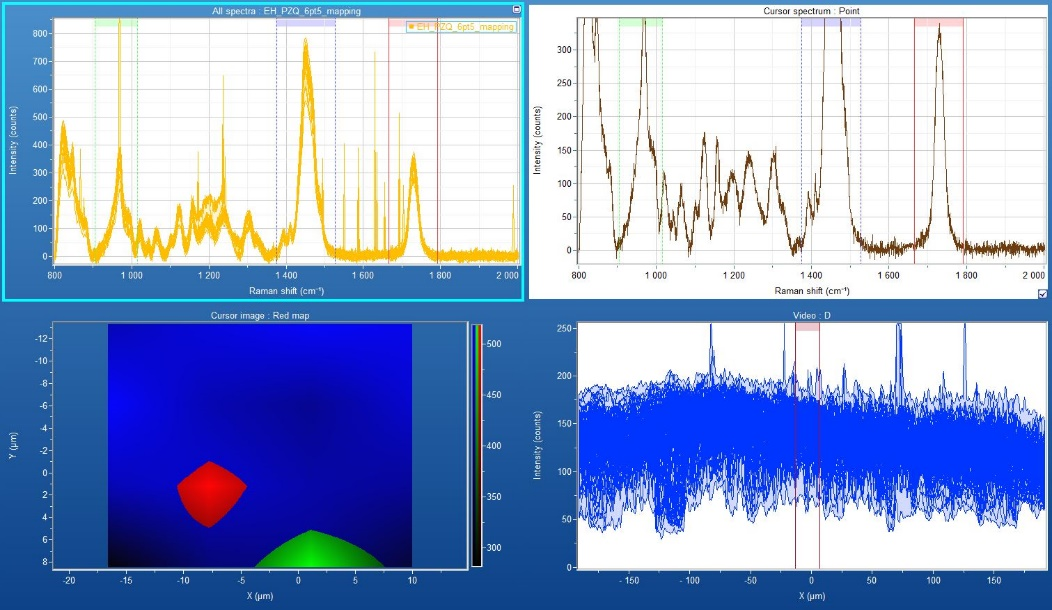 All spectra : EH_PZQ_6pt5_mapping
EH_PZQ_6pt5_mapping
Intensity (counts)
800
700
600
500
400
300
200
100
0
800 1 000 1 200 1 400 1 600 1 800 2 000
Raman shift (cm⁻¹)
Cursor spectrum : Point
Intensity (counts)
350
300
250
200
150
100
50
0
800 1 000 1 200 1 400 1 600 1 800 2 000
Raman shift (cm⁻¹)
Cursor image : Red map
Y (µm)
-12
-10
-8
-6
-4
-2
0
2
4
6
8
-20 -15 -10 -5 0 5 10
X (µm)
500
450
400
350
300
Video : D
Intensity (counts)
250
200
150
100
50
0
-150 -100 -50 0 50 100 150
X (µm)